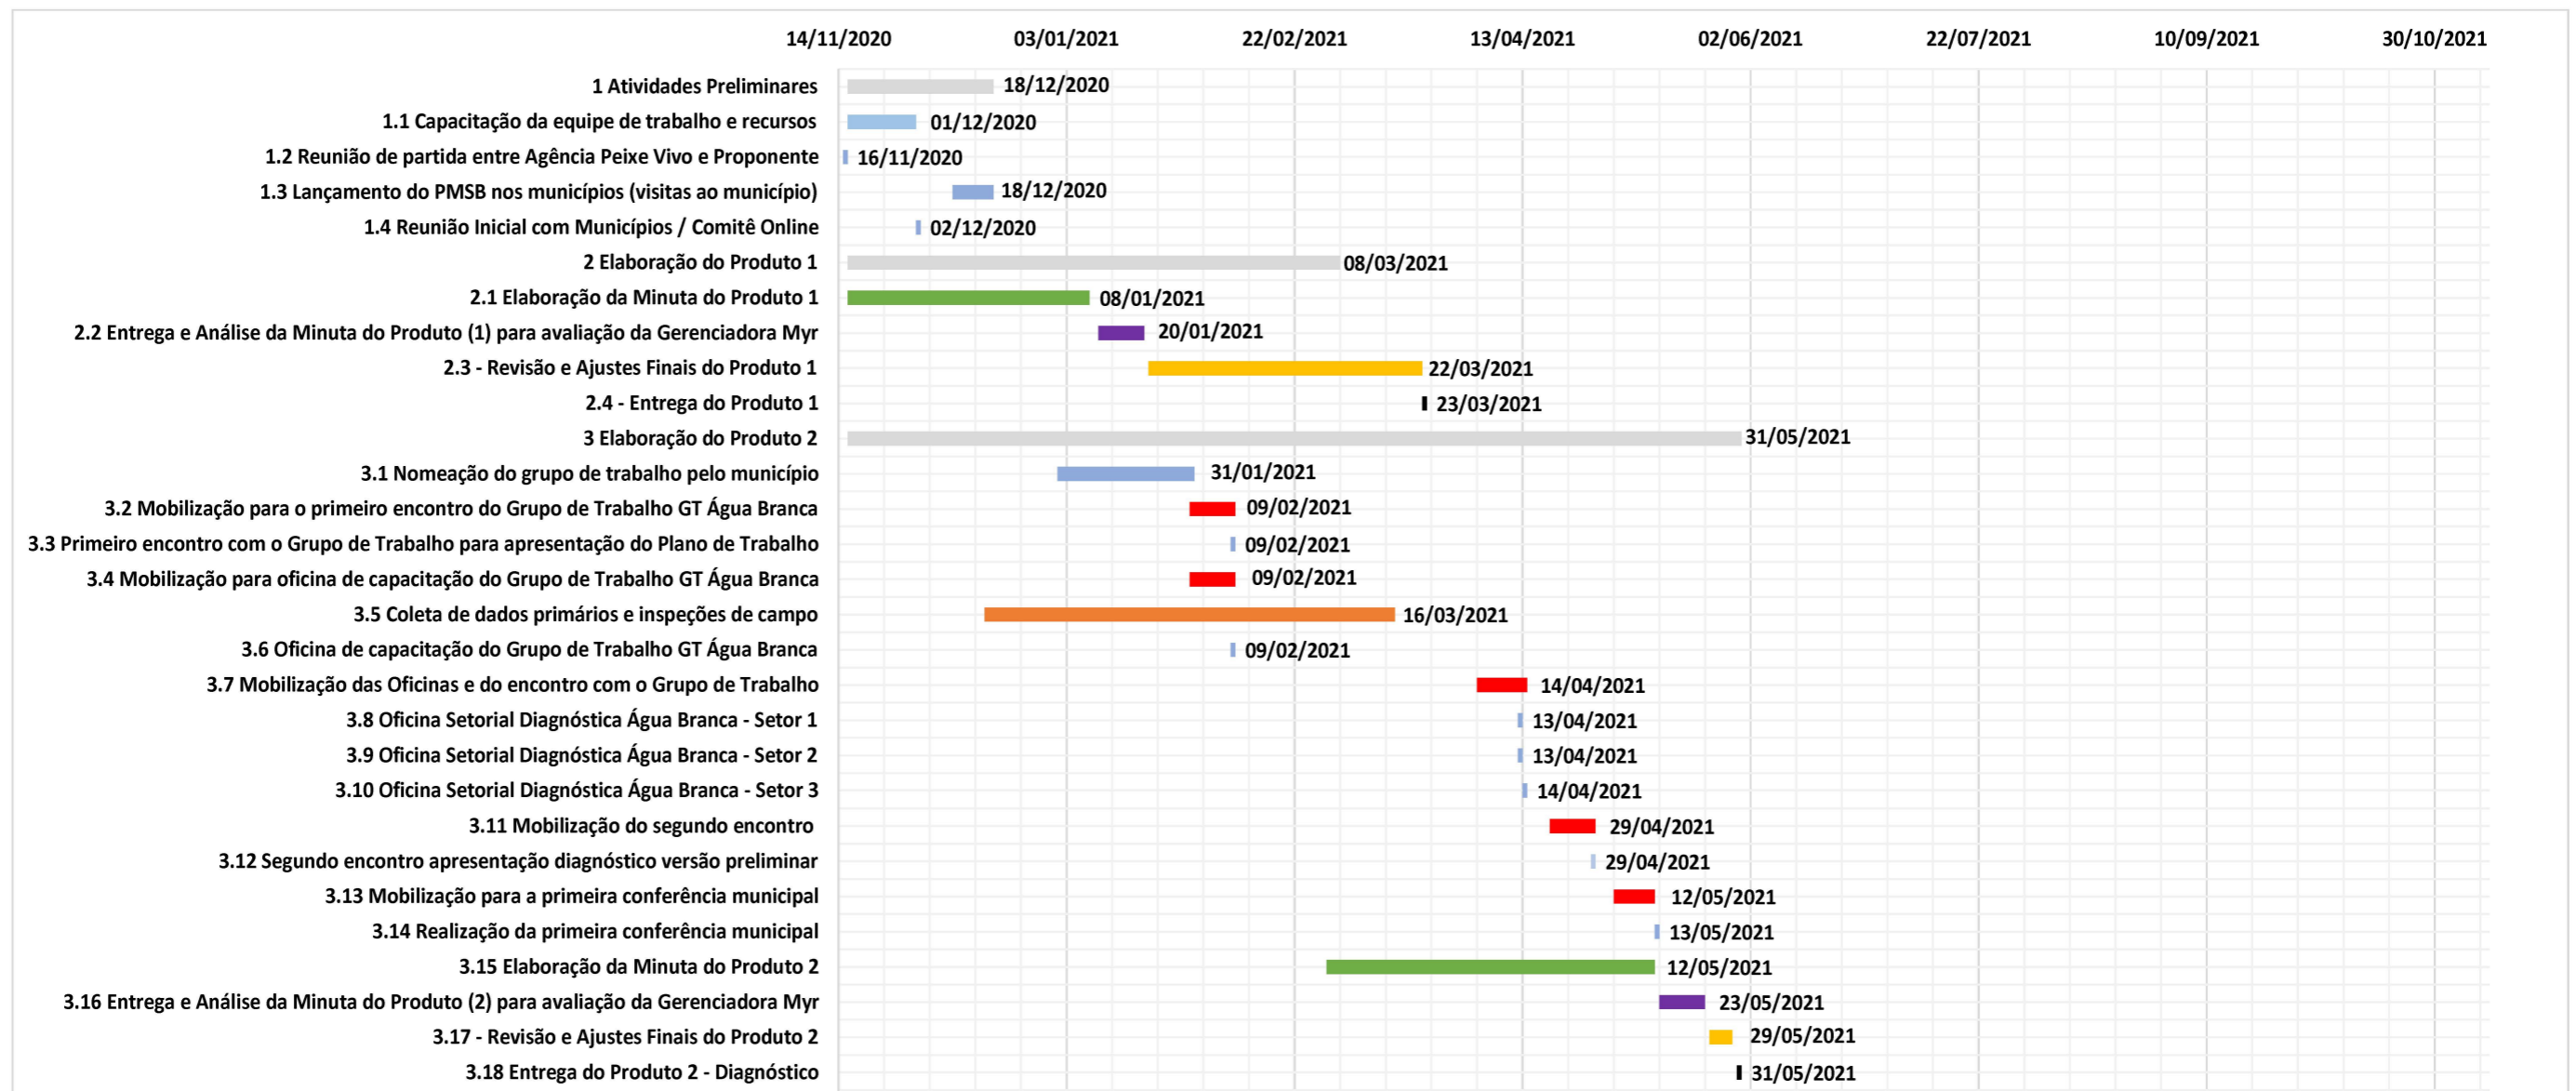 14/11/2020 03/01/2021 22/02/2021 13/04/2021 02/06/2021 22/07/2021 10/09/2021 30/10/2021
1 Atividades Preliminares 18/12/2020
1.1 Capacitação da equipe de trabalho e recursos 01/12/2020
1.2 Reunião de partida entre Agência Peixe Vivo e Proponente 16/11/2020
1.3 Lançamento do PMSB nos municípios (visitas ao município) 18/12/2020
1.4 Reunião Inicial com Municípios / Comitê Online 02/12/2020
2 Elaboração do Produto 1 08/03/2021
2.1 Elaboração da Minuta do Produto 1 08/01/2021
2.2 Entrega e Análise da Minuta do Produto (1) para avaliação da Gerenciadora Myr 20/01/2021
2.3 - Revisão e Ajustes Finais do Produto 1 22/03/2021
2.4 - Entrega do Produto 1 23/03/2021
3 Elaboração do Produto 2 31/05/2021
3.1 Nomeação do grupo de trabalho pelo município 31/01/2021
3.2 Mobilização para o primeiro encontro do Grupo de Trabalho GT Água Branca 09/02/2021
3.3 Primeiro encontro com o Grupo de Trabalho para apresentação do Plano de Trabalho 09/02/2021
3.4 Mobilização para oficina de capacitação do Grupo de Trabalho GT Água Branca 09/02/2021
3.5 Coleta de dados primários e inspeções de campo 16/03/2021
3.6 Oficina de capacitação do Grupo de Trabalho GT Água Branca 09/02/2021
3.7 Mobilização das Oficinas e do encontro com o Grupo de Trabalho 14/04/2021
3.8 Oficina Setorial Diagnóstica Água Branca - Setor 1 13/04/2021
3.9 Oficina Setorial Diagnóstica Água Branca - Setor 2 13/04/2021
3.10 Oficina Setorial Diagnóstica Água Branca - Setor 3 14/04/2021
3.11 Mobilização do segundo encontro 29/04/2021
3.12 Segundo encontro apresentação diagnóstico versão preliminar 29/04/2021
3.13 Mobilização para a primeira conferência municipal 12/05/2021
3.14 Realização da primeira conferência municipal 13/05/2021
3.15 Elaboração da Minuta do Produto 2 12/05/2021
3.16 Entrega e Análise da Minuta do Produto (2) para avaliação da Gerenciadora Myr 23/05/2021
3.17 - Revisão e Ajustes Finais do Produto 2 29/05/2021
3.18 Entrega do Produto 2 - Diagnóstico 31/05/2021